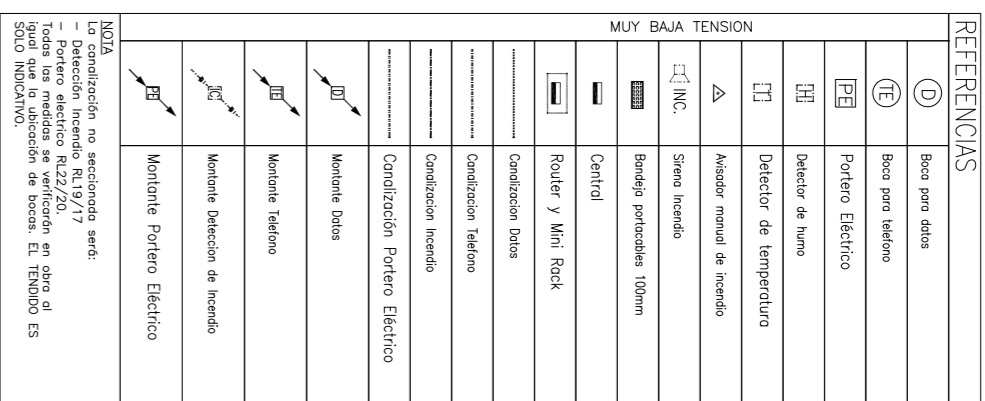 REFERENCIAS
MUY BAJA TENSION
D Boca para datos
TE Boca para telefono
PE Portero Eléctrico
H Detector de humo
T Detector de temperatura
Avisador manual de incendio
INC. Sirena Incendio
Bandeja portacables 100mm
Central
Router y Mini Rack
Canalizacion Datos
Canalizacion Telefono
Canalizacion Incendio
Canalización Portero Eléctrico
D Montante Datos
TE Montante Telefono
IC Montante Deteccion de Incendio
PE Montante Portero Eléctrico
NOTA
La canalización no seccionada será:
- Detección Incendio RL19/17
- Portero electrico RL22/20.
Todas las medidas se verificarán en obra al
igual que la ubicación de bocas. EL TENDIDO ES
SOLO INDICATIVO.